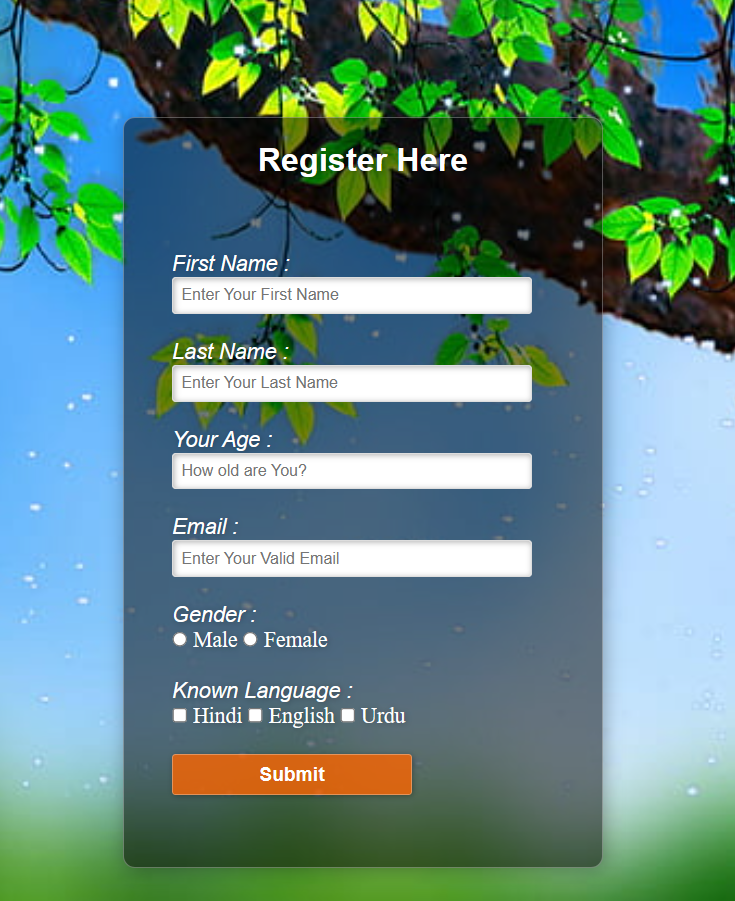 Register Here
First Name :
Enter Your First Name
Last Name :
Enter Your Last Name
Your Age :
How old are You?
Email :
Enter Your Valid Email
Gender :
Male Female
Known Language :
Hindi English Urdu
Submit